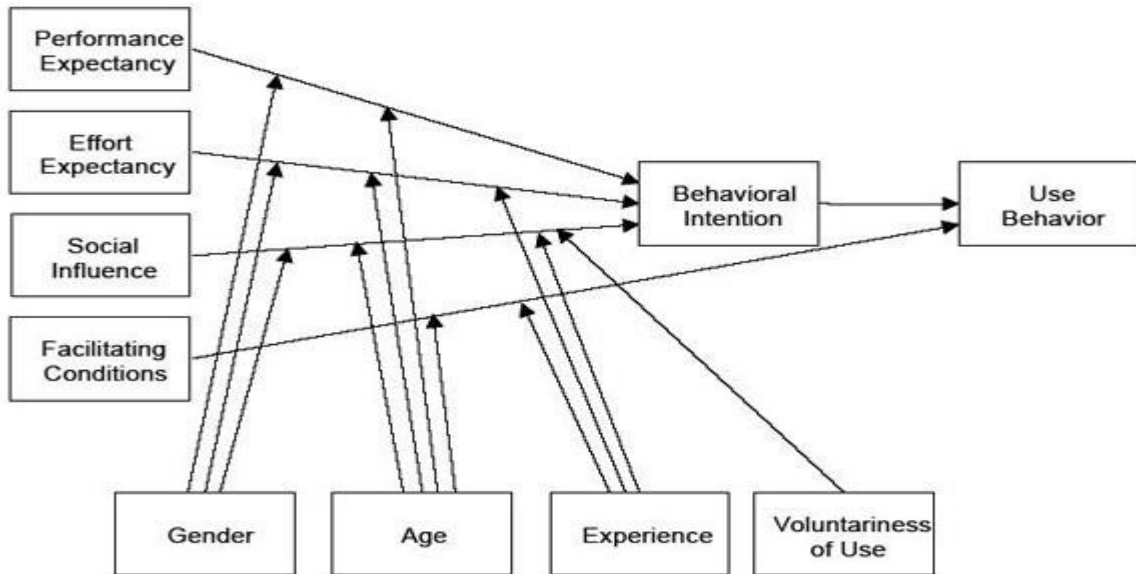 Performance
Expectancy
Effort
Expectancy
Social
Influence
Facilitating
Conditions
Behavioral
Intention
Use
Behavior
Gender
Age
Experience
Voluntariness
of Use